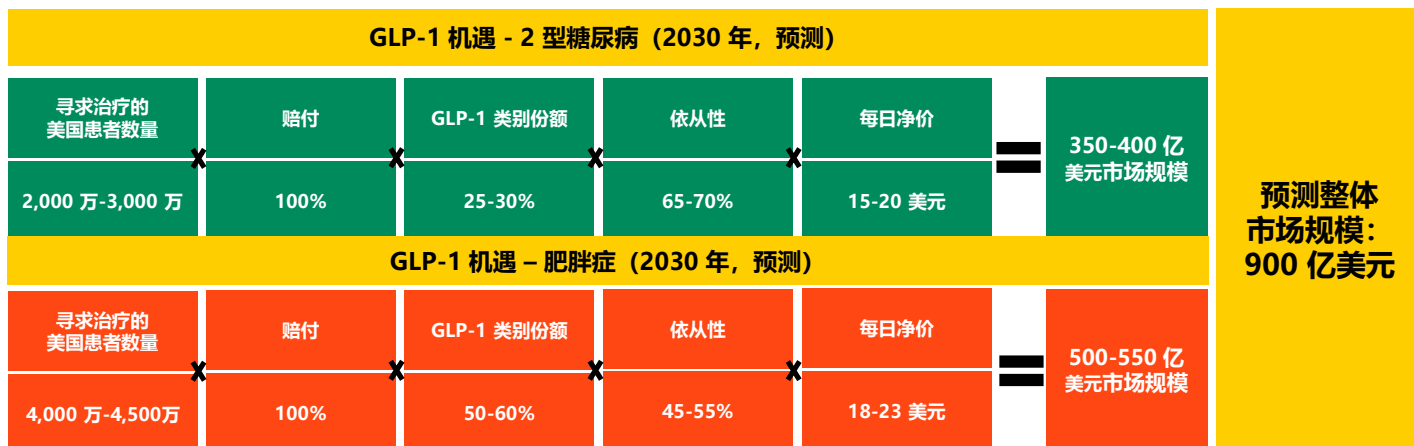 GLP-1 机遇 - 2 型糖尿病（2030 年，预测）
寻求治疗的
美国患者数量
赔付
GLP-1 类别份额
依从性
每日净价
x
x
x
x
=
2,000 万-3,000 万
100%
25-30%
65-70%
15-20 美元
350-400 亿
美元市场规模
GLP-1 机遇 – 肥胖症（2030 年，预测）
寻求治疗的
美国患者数量
赔付
GLP-1 类别份额
依从性
每日净价
x
x
x
x
=
4,000 万-4,500万
100%
50-60%
45-55%
18-23 美元
500-550 亿
美元市场规模
预测整体
市场规模：
900 亿美元